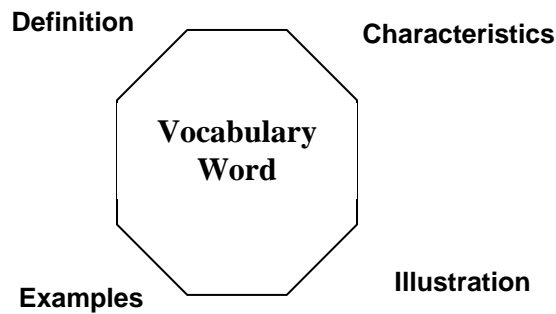 Definition
Characteristics
Vocabulary
Word
Examples
Illustration